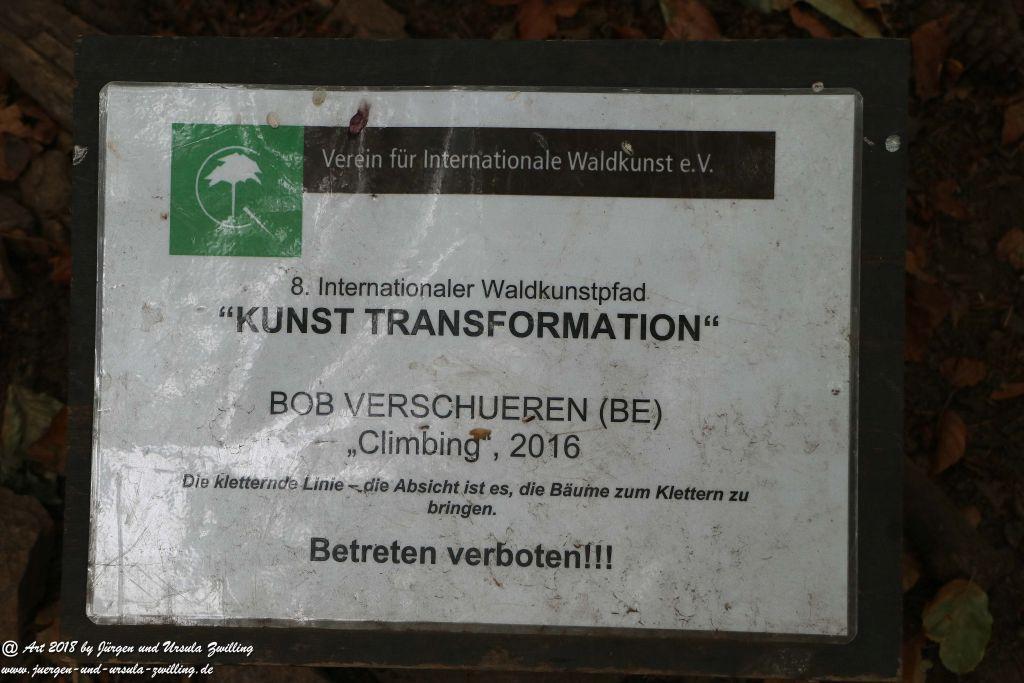 Verein für Internationale Waldkunst e.V.
8. Internationaler Waldkunstpfad
“KUNST TRANSFORMATION“
BOB VERSCHUEREN (BE)
„Climbing“, 2016
Die kletternde Linie – die Absicht ist es, die Bäume zum Klettern zu
bringen.
Betreten verboten!!!
@ Art 2018 by Jürgen und Ursula Zwilling
www.juergen-und-ursula-zwilling.de